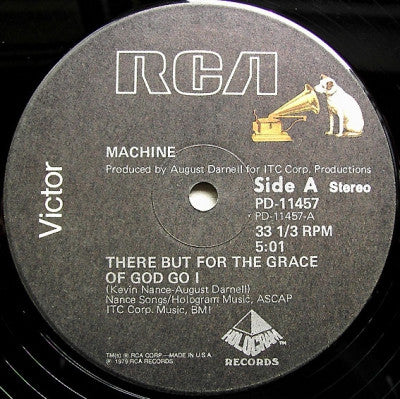 RCA
Victor
MACHINE
Produced by August Darnell for ITC Corp. Productions
Side A Stereo
PD-11457
PD-11457-A
33 1/3 RPM
5:01
THERE BUT FOR THE GRACE
OF GOD GO I
(Kevin Nance-August Darnell)
Nance Songs/Hologram Music, ASCAP
ITC Corp. Music, BMI
TM(s) ® RCA CORP—MADE IN U.S.A.
℗ 1979 RCA RECORDS
HOLOGRAM
RECORDS